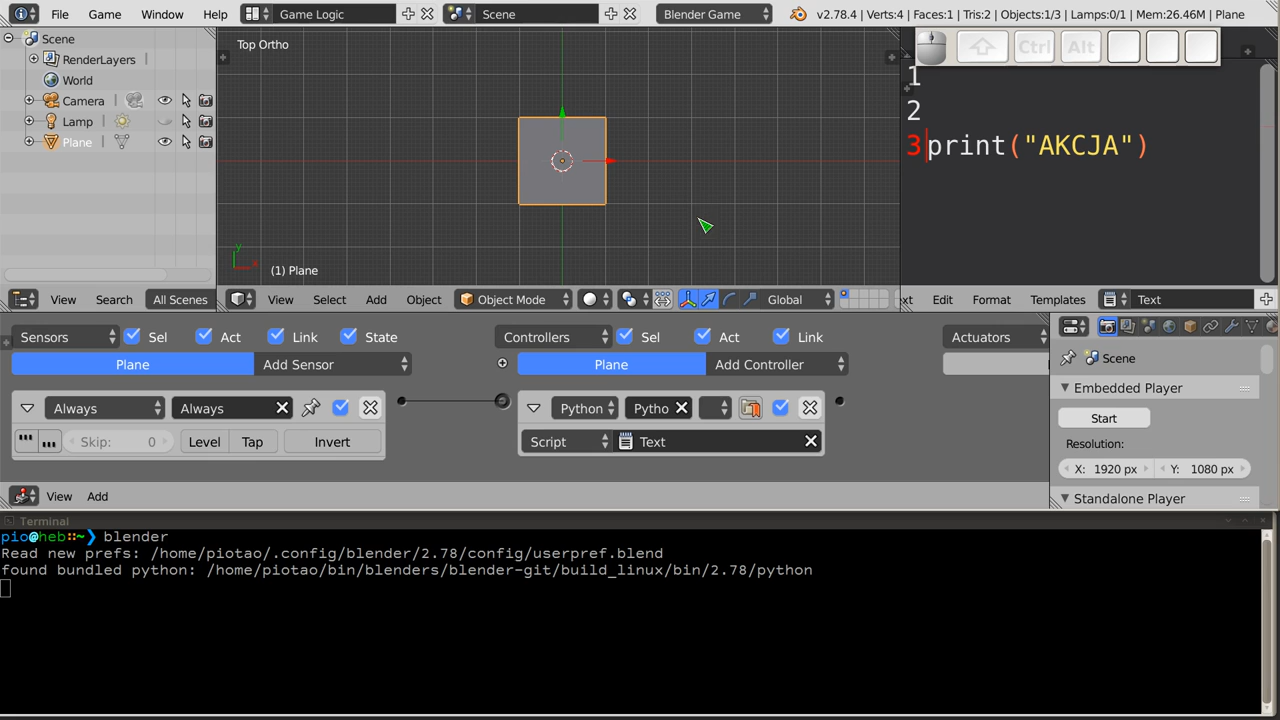 File Game Window Help Game Logic Scene Blender Game v2.78.4 | Verts:4 | Faces:1 | Tris:2 | Objects:1/3 | Lamps:0/1 | Mem:26.46M | Plane
Scene
RenderLayers
World
Camera
Lamp
Plane
View Search All Scenes
Top Ortho
(1) Plane
View Select Add Object Object Mode Global
Ctrl Alt
1
2
3 print("AKCJA")
xt Edit Format Templates Text
Sensors Sel Act Link State
Plane Add Sensor
Always Always
Skip: 0 Level Tap Invert
Controllers Sel Act Link
Plane Add Controller
Python Pytho
Script Text
Actuators
View Add
Scene
Embedded Player
Start
Resolution:
X: 1920 px Y: 1080 px
Standalone Player
Terminal
pio@heb::~❯ blender
Read new prefs: /home/piotao/.config/blender/2.78/config/userpref.blend
found bundled python: /home/piotao/bin/blenders/blender-git/build_linux/bin/2.78/python